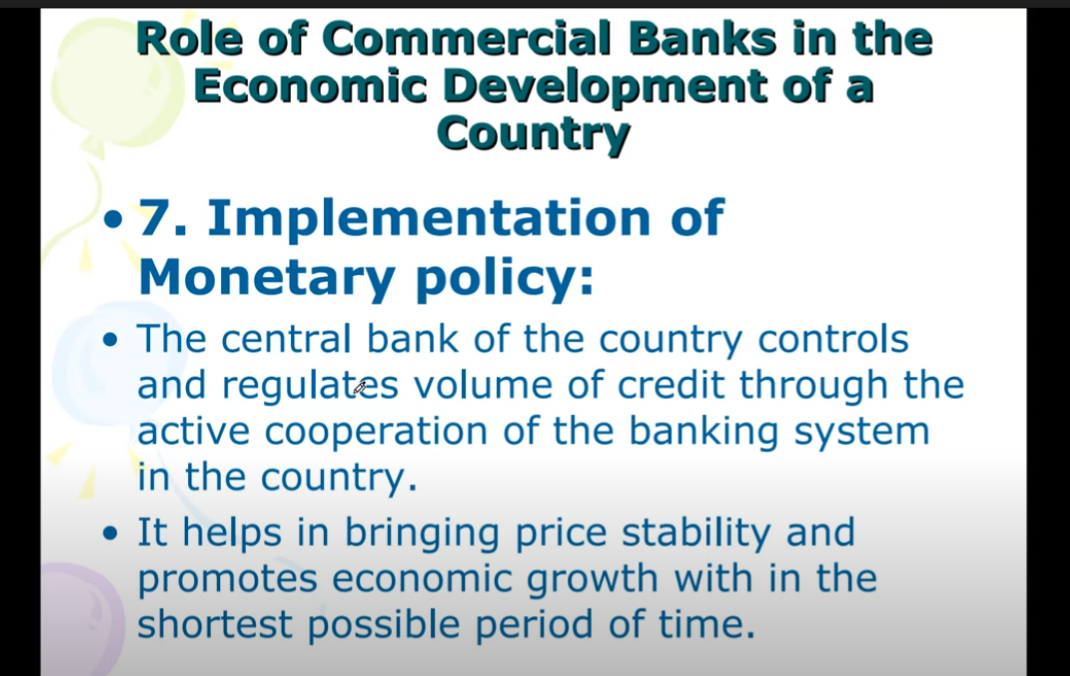 Role of Commercial Banks in the
Economic Development of a
Country
• 7. Implementation of
Monetary policy:
• The central bank of the country controls
and regulates volume of credit through the
active cooperation of the banking system
in the country.
• It helps in bringing price stability and
promotes economic growth with in the
shortest possible period of time.